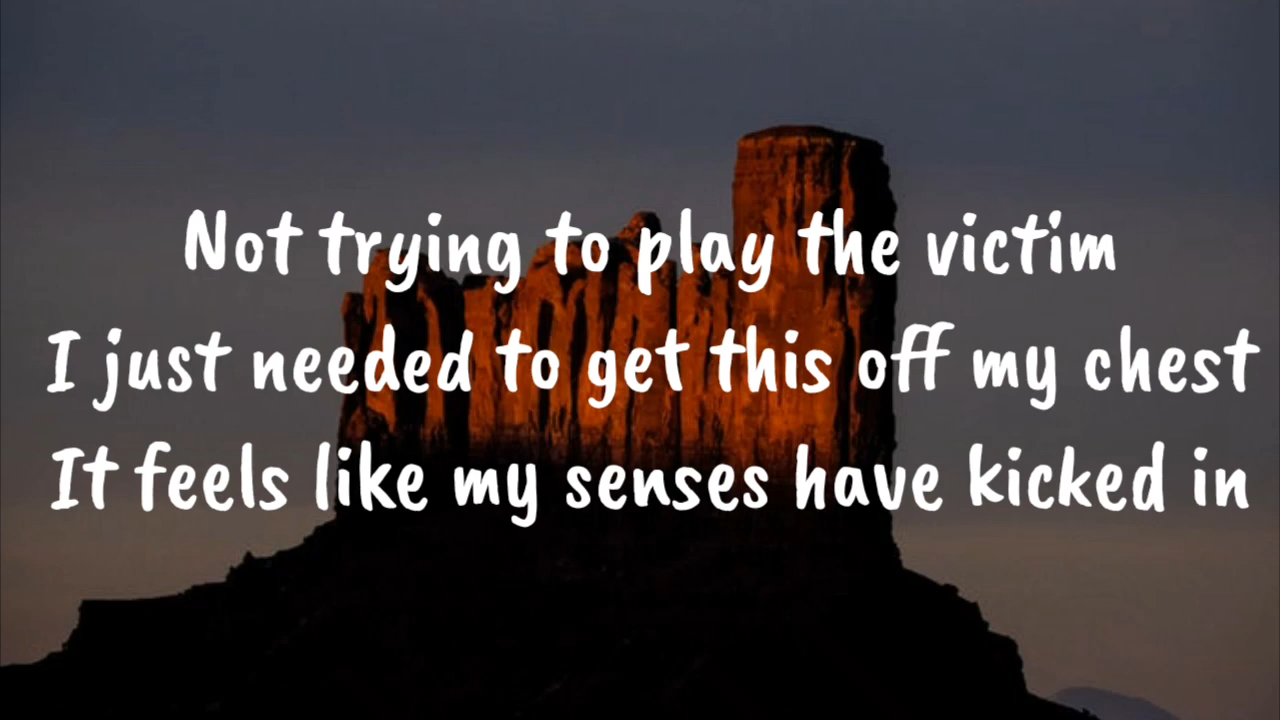 Not trying to play the victim
I just needed to get this off my chest
It feels like my senses have kicked in